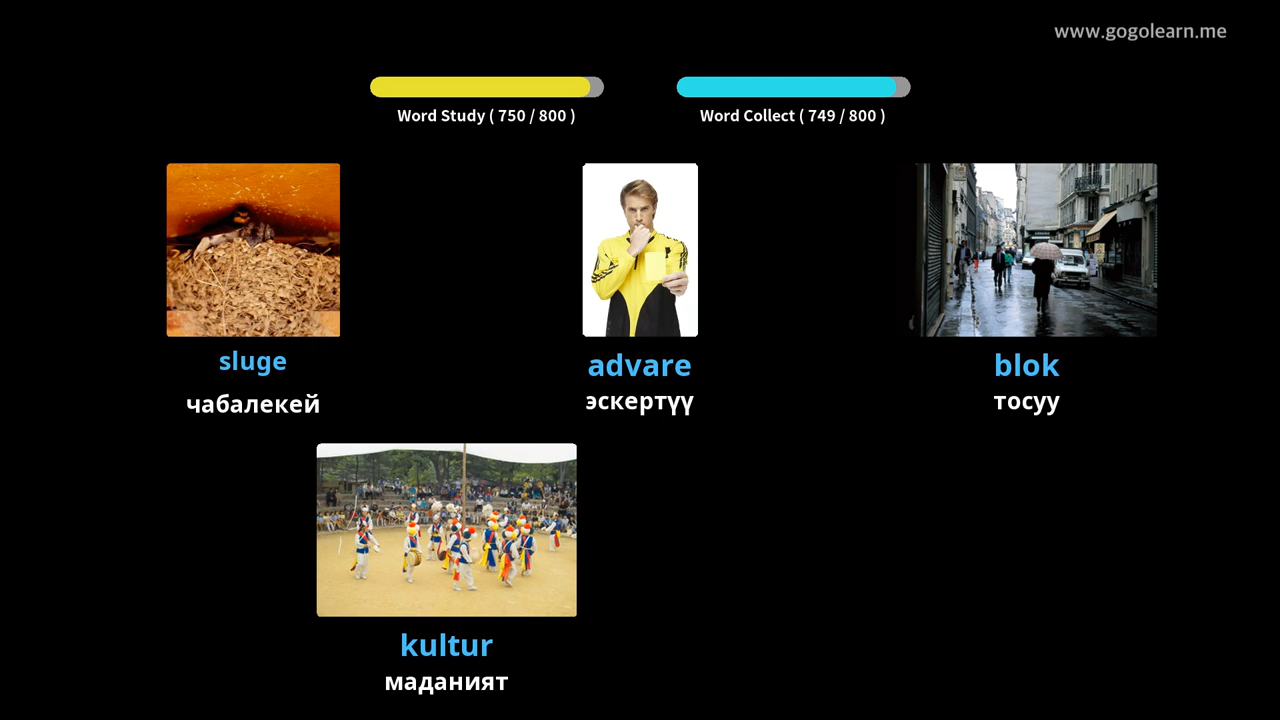 www.gogolearn.me
Word Study ( 750 / 800 )
Word Collect ( 749 / 800 )
sluge
чабалекей
advare
эскертүү
blok
тосуу
kultur
маданият